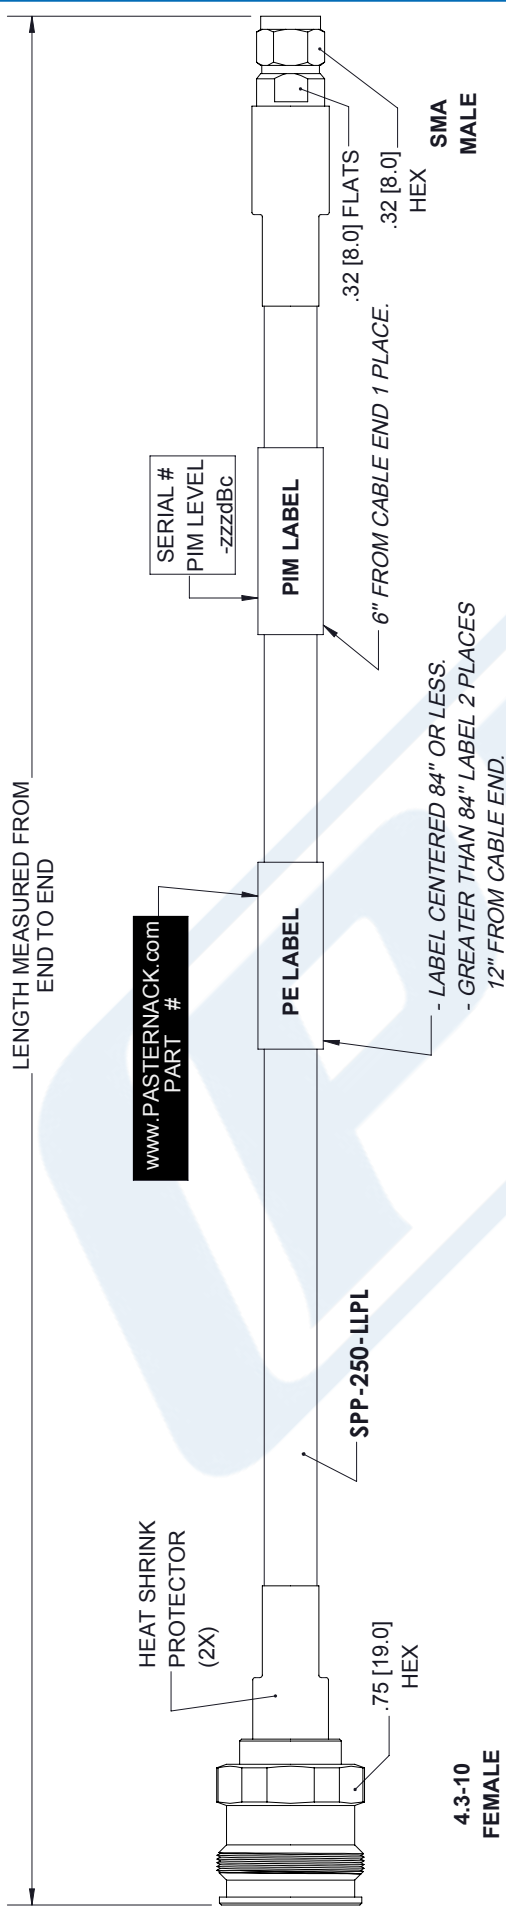 LENGTH MEASURED FROM
END TO END
HEAT SHRINK
PROTECTOR
(2X)
www.PASTERNACK.com
PART #
SERIAL #
PIM LEVEL
-zzzdBc
PE LABEL
PIM LABEL
.75 [19.0]
HEX
SPP-250-LLPL
- LABEL CENTERED 84" OR LESS.
- GREATER THAN 84" LABEL 2 PLACES
12" FROM CABLE END.
6" FROM CABLE END 1 PLACE.
.32 [8.0] FLATS
.32 [8.0]
HEX
4.3-10
FEMALE
SMA
MALE